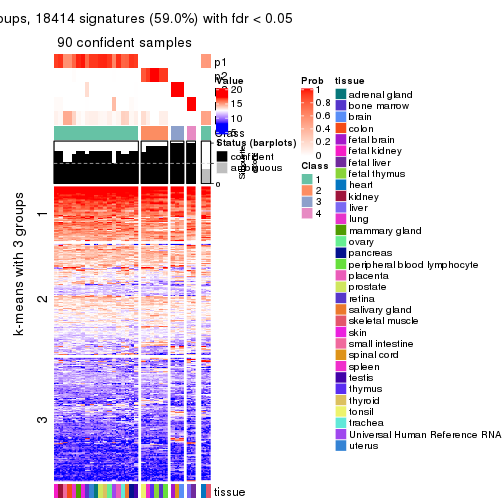 oups, 18414 signatures (59.0%) with fdr < 0.05
90 confident samples
p1
Value
20
15
10
5
Class
Status (barplots)
confident
ambiguous
0
Prob
1
0.8
0.6
0.4
0.2
0
Class
1
2
3
4
tissue
adrenal gland
bone marrow
brain
colon
fetal brain
fetal kidney
fetal liver
fetal thymus
heart
kidney
liver
lung
mammary gland
ovary
pancreas
peripheral blood lymphocyte
placenta
prostate
retina
salivary gland
skeletal muscle
skin
small intestine
spinal cord
spleen
testis
thymus
thyroid
tonsil
trachea
Universal Human Reference RNA
uterus
k-means with 3 groups
1
2
3
tissue